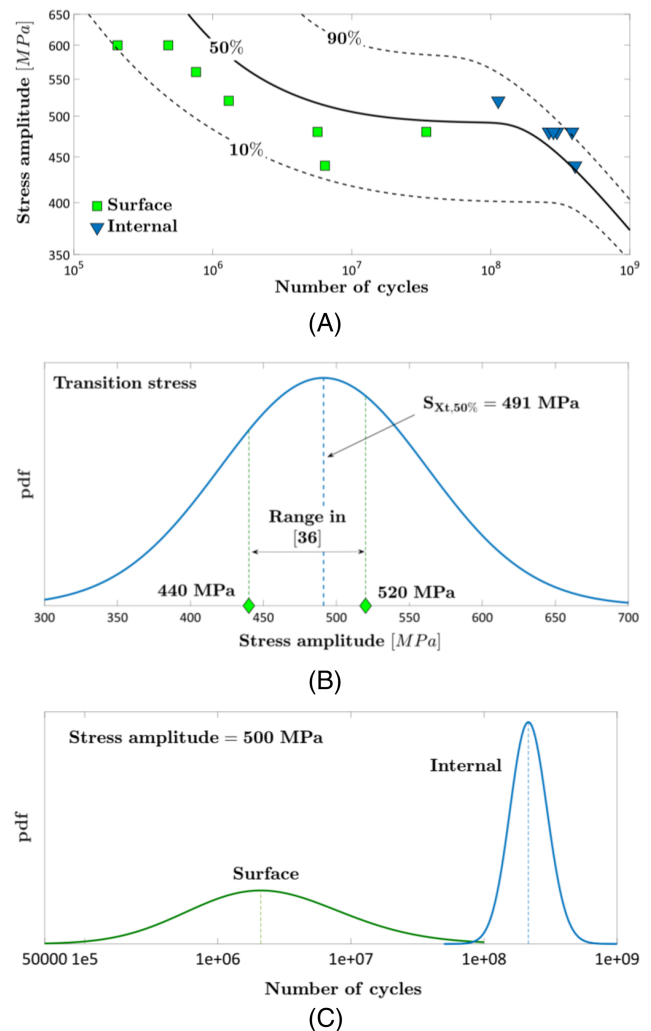 650
600
550
500
450
400
350
Stress amplitude [MPa]
50%
90%
10%
Surface
Internal
10^5
10^6
10^7
10^8
10^9
Number of cycles
(A)
Transition stress
S_Xt,50% = 491 MPa
pdf
Range in
[36]
440 MPa
520 MPa
300
350
400
450
500
550
600
650
700
Stress amplitude [MPa]
(B)
Stress amplitude = 500 MPa
Internal
pdf
Surface
50000
1e5
1e+06
1e+07
1e+08
1e+09
Number of cycles
(C)